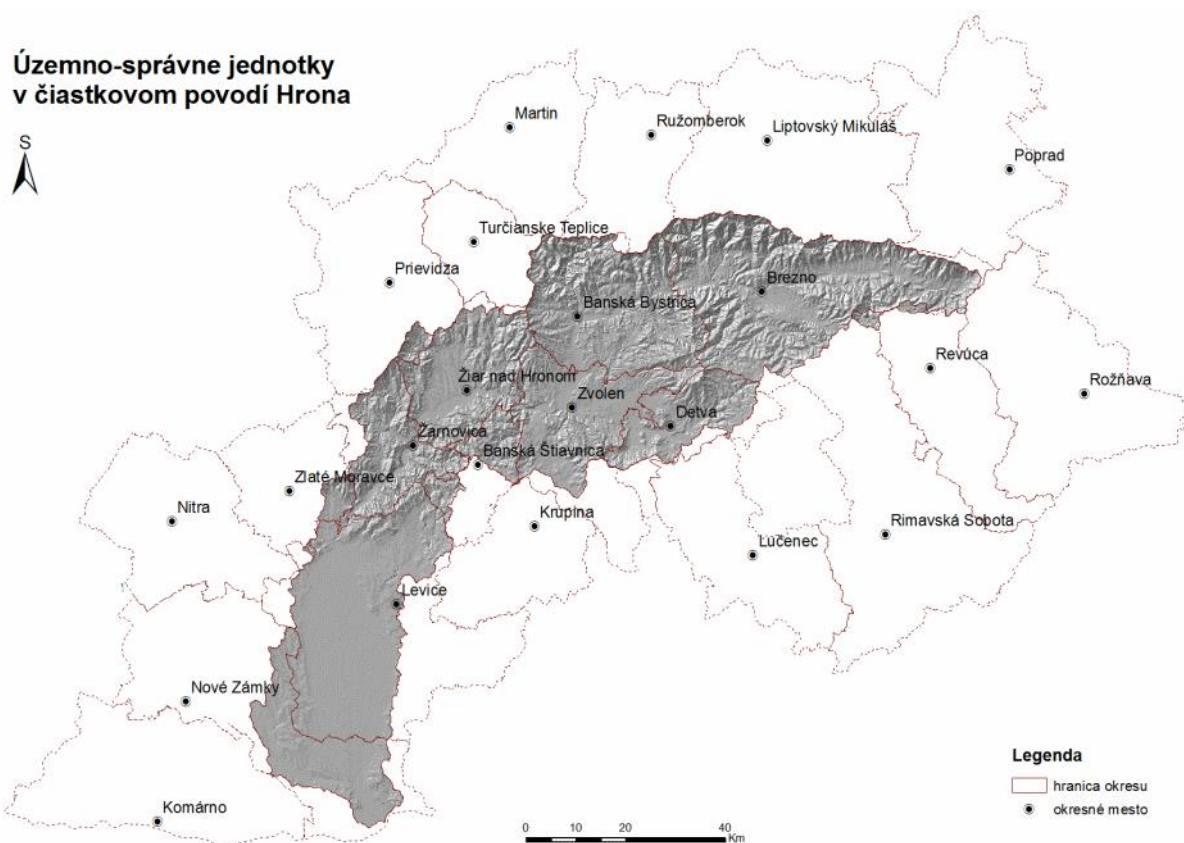 Územno-správne jednotky
v čiastkovom povodí Hrona
S
Martin
Ružomberok
Liptovský Mikuláš
Poprad
Turčianske Teplice
Prievidza
Brezno
Banská Bystrica
Revúca
Rožňava
Žiar nad Hronom
Zvolen
Detva
Žarnovica
Banská Štiavnica
Zlaté Moravce
Nitra
Krupina
Rimavská Sobota
Lučenec
Levice
Nové Zámky
Komárno
Legenda
hranica okresu
okresné mesto
0 10 20 40
Km